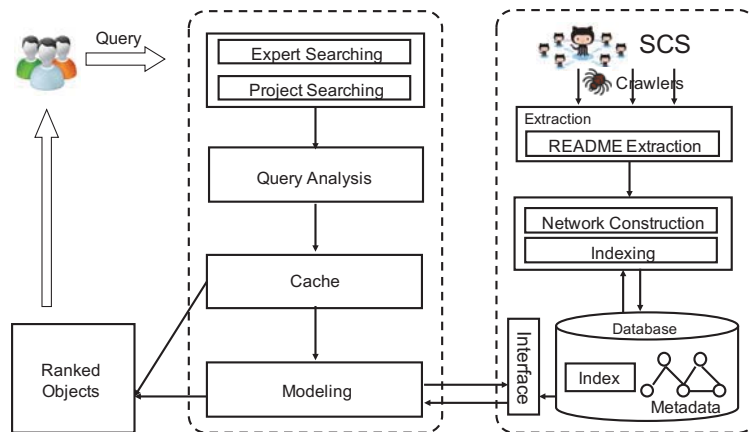 Query
Expert Searching
Project Searching
Query Analysis
Cache
Modeling
Ranked
Objects
SCS
Crawlers
Extraction
README Extraction
Network Construction
Indexing
Interface
Database
Index
Metadata